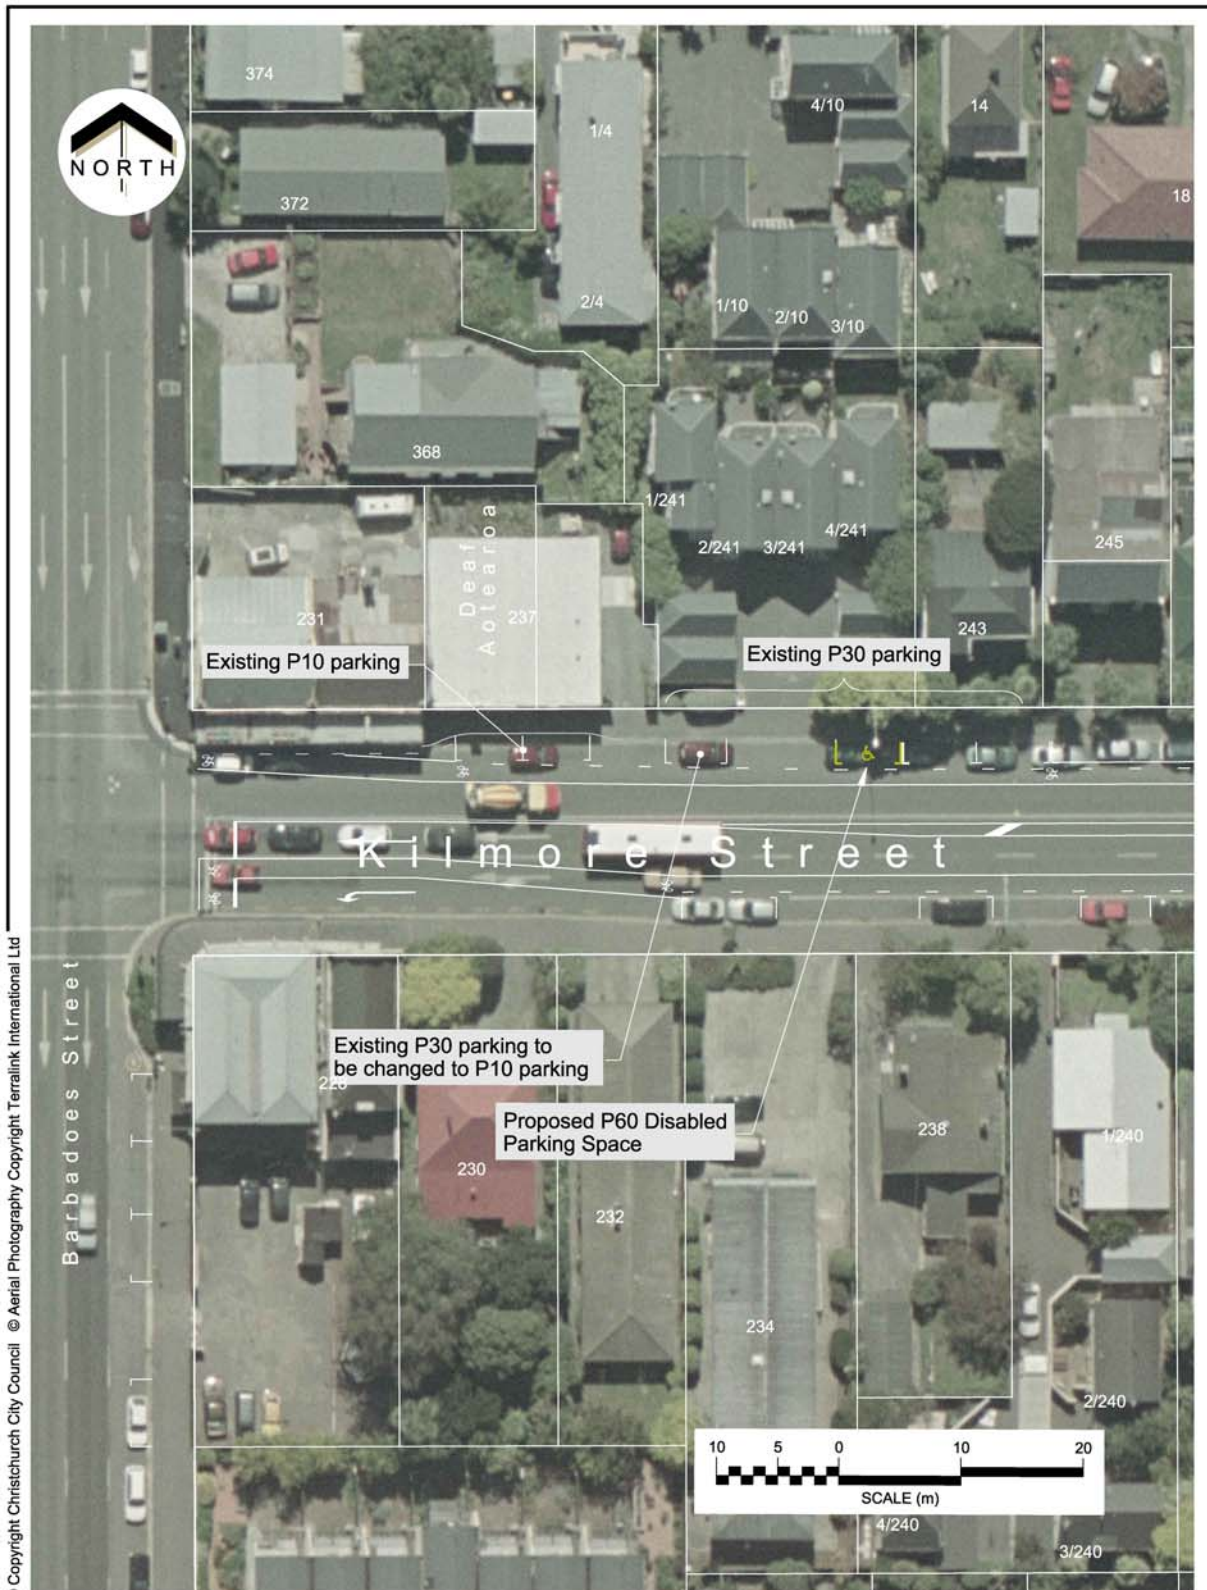 374
4/10
14
1/4
NORTH
372
18
2/4
1/10
2/10
3/10
368
1/241
2/241
3/241
4/241
245
Deaf
Aotearoa
231
237
243
Existing P10 parking
Existing P30 parking
Kilmore Street
Barbadoes Street
Existing P30 parking to
be changed to P10 parking
Proposed P60 Disabled
Parking Space
230
238
1/240
232
234
2/240
10 5 0 10 20
SCALE (m)
4/240
3/240
Copyright Christchurch City Council © Aerial Photography Copyright Terralink International Ltd